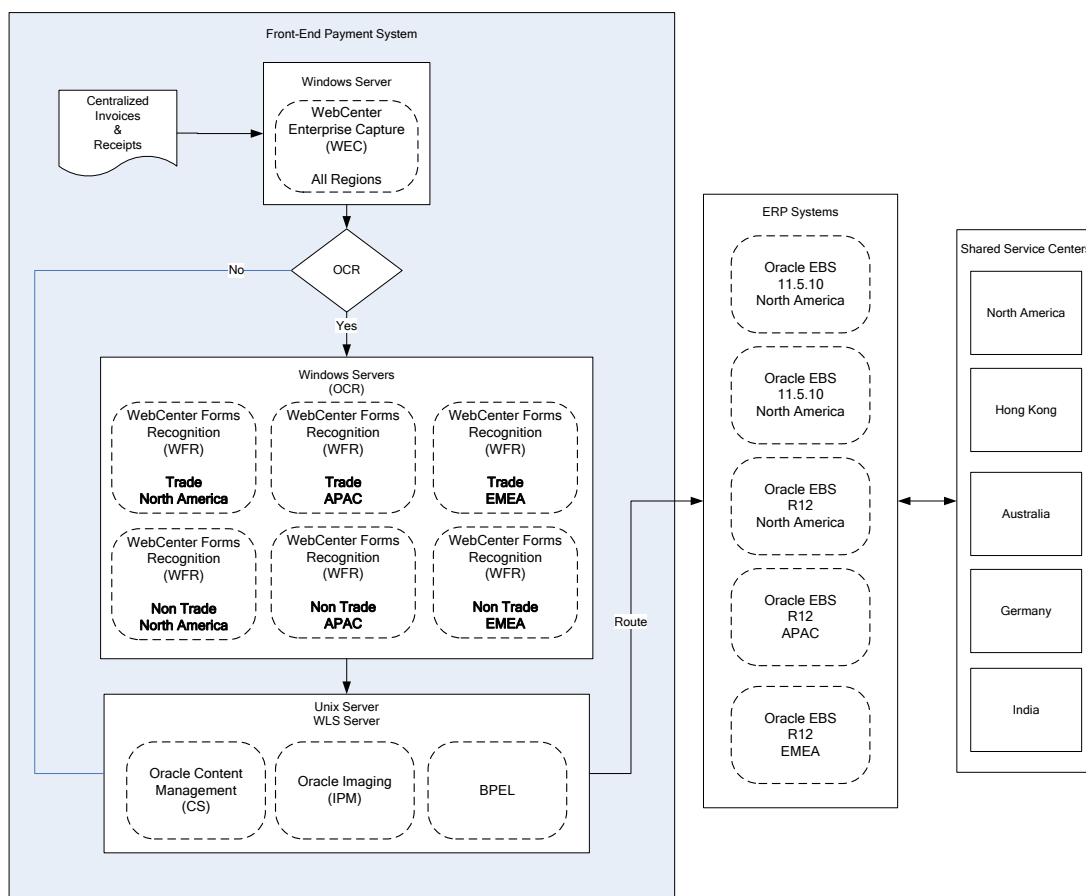 Front-End Payment System
Centralized
Invoices
&
Receipts
Windows Server
WebCenter
Enterprise Capture
(WEC)
All Regions
OCR
No
Yes
Windows Servers
(OCR)
WebCenter Forms
Recognition
(WFR)
Trade
North America
WebCenter Forms
Recognition
(WFR)
Trade
APAC
WebCenter Forms
Recognition
(WFR)
Trade
EMEA
WebCenter Forms
Recognition
(WFR)
Non Trade
North America
WebCenter Forms
Recognition
(WFR)
Non Trade
APAC
WebCenter Forms
Recognition
(WFR)
Non Trade
EMEA
Unix Server
WLS Server
Oracle Content
Management
(CS)
Oracle Imaging
(IPM)
BPEL
Route
ERP Systems
Oracle EBS
11.5.10
North America
Oracle EBS
11.5.10
North America
Oracle EBS
R12
North America
Oracle EBS
R12
APAC
Oracle EBS
R12
EMEA
Shared Service Centers
North America
Hong Kong
Australia
Germany
India